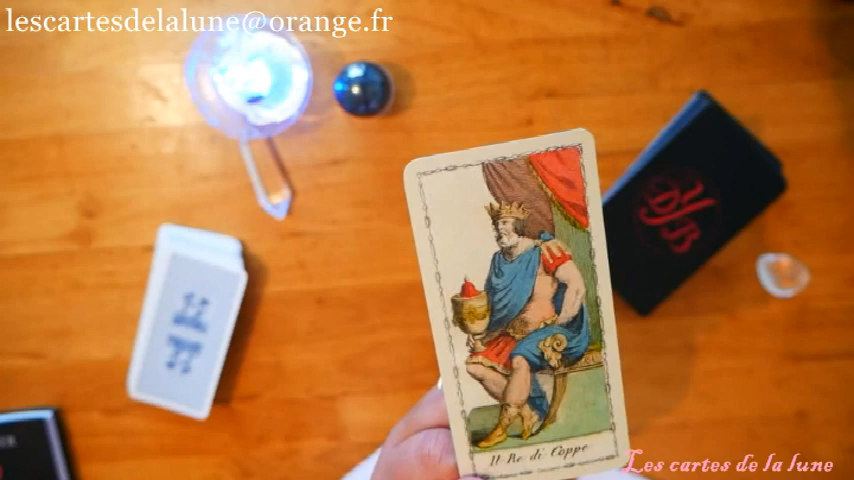 lescartesdelalune@orange.fr
Il Re di Coppe
Les cartes de la lune